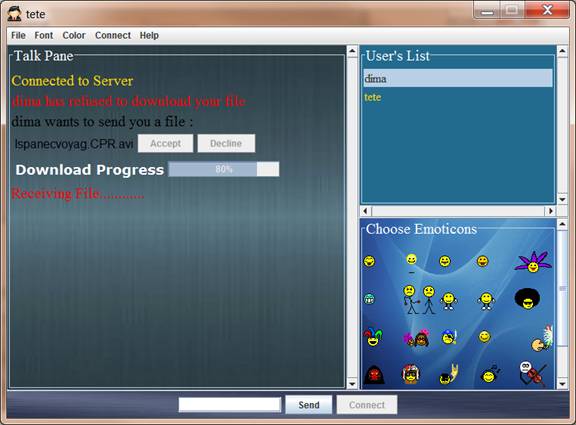 tete
File Font Color Connect Help
Talk Pane
Connected to Server
dima has refused to download your file
dima wants to send you a file :
Ispanecvoyag.CPR.avi Accept Decline
Download Progress 80%
Receiving File............
User's List
dima
tete
Choose Emoticons
Send Connect